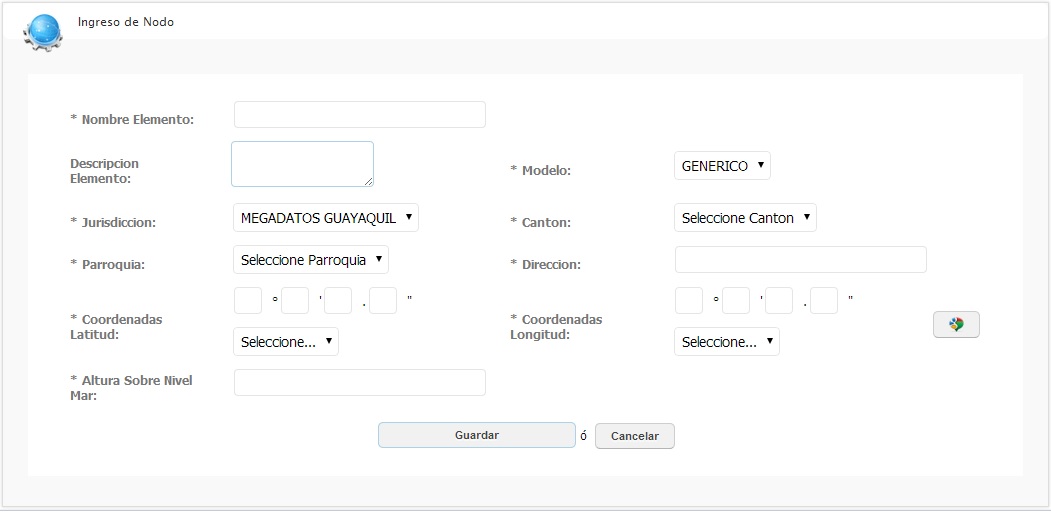 Ingreso de Nodo
* Nombre Elemento:
Descripcion
Elemento:
* Modelo: GENERICO
* Jurisdiccion: MEGADATOS GUAYAQUIL
* Canton: Seleccione Canton
* Parroquia: Seleccione Parroquia
* Direccion:
* Coordenadas
Latitud:
° ' . "
Seleccione...
* Coordenadas
Longitud:
° ' . "
Seleccione...
* Altura Sobre Nivel
Mar:
Guardar ó Cancelar